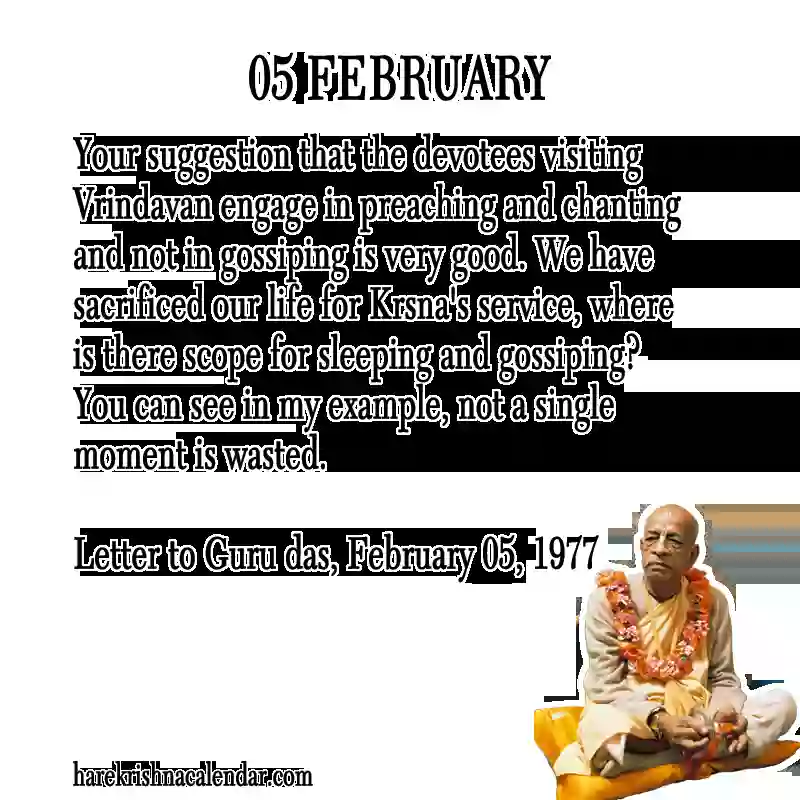 05 FEBRUARY
Your suggestion that the devotees visiting
Vrindavan engage in preaching and chanting
and not in gossiping is very good. We have
sacrificed our life for Krsna's service, where
is there scope for sleeping and gossiping?
You can see in my example, not a single
moment is wasted.
Letter to Guru das, February 05, 1977
harekrishnacalendar.com